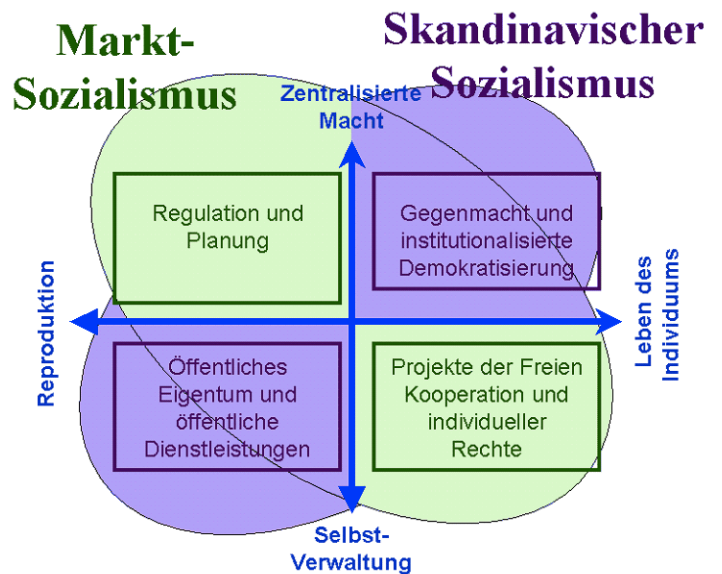 Markt-
Sozialismus
Skandinavischer
Sozialismus
Zentralisierte
Macht
Regulation und
Planung
Gegenmacht und
institutionalisierte
Demokratisierung
Reproduktion
Leben des
Individuums
Öffentliches
Eigentum und
öffentliche
Dienstleistungen
Projekte der Freien
Kooperation und
individueller
Rechte
Selbst-
Verwaltung